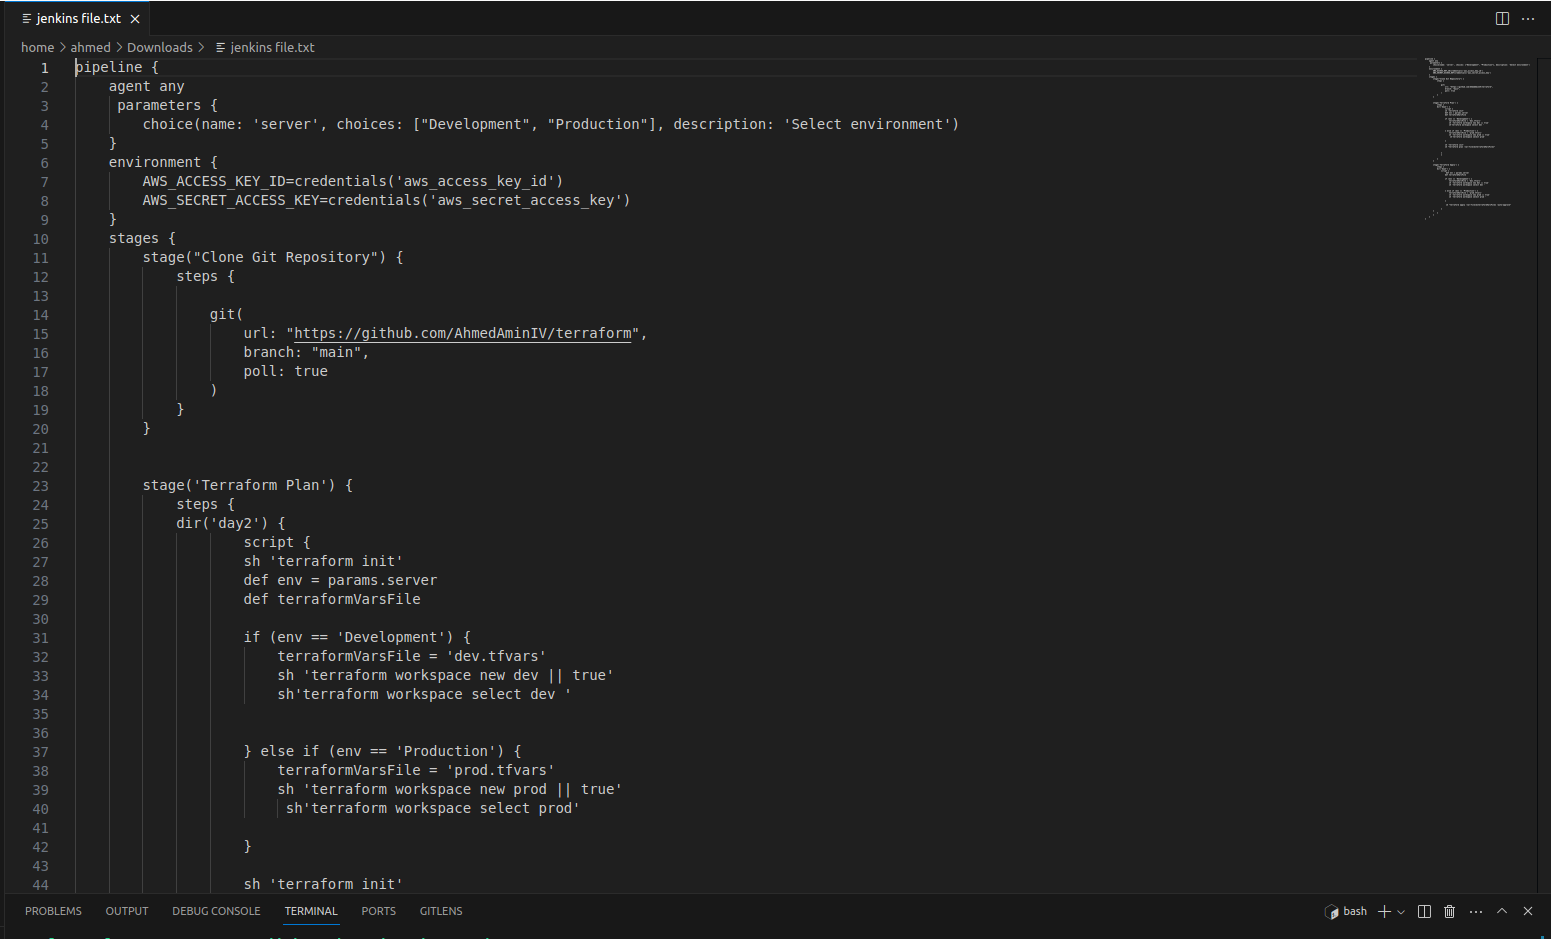 jenkins file.txt
home > ahmed > Downloads > jenkins file.txt
1 pipeline {
2 agent any
3 parameters {
4 choice(name: 'server', choices: ["Development", "Production"], description: 'Select environment')
5 }
6 environment {
7 AWS_ACCESS_KEY_ID=credentials('aws_access_key_id')
8 AWS_SECRET_ACCESS_KEY=credentials('aws_secret_access_key')
9 }
10 stages {
11 stage("Clone Git Repository") {
12 steps {
13
14 git(
15 url: "https://github.com/AhmedAminIV/terraform",
16 branch: "main",
17 poll: true
18 )
19 }
20 }
21
22
23 stage('Terraform Plan') {
24 steps {
25 dir('day2') {
26 script {
27 sh 'terraform init'
28 def env = params.server
29 def terraformVarsFile
30
31 if (env == 'Development') {
32 terraformVarsFile = 'dev.tfvars'
33 sh 'terraform workspace new dev || true'
34 sh'terraform workspace select dev '
35
36
37 } else if (env == 'Production') {
38 terraformVarsFile = 'prod.tfvars'
39 sh 'terraform workspace new prod || true'
40 sh'terraform workspace select prod'
41
42 }
43
44 sh 'terraform init'
PROBLEMS OUTPUT DEBUG CONSOLE TERMINAL PORTS GITLENS bash